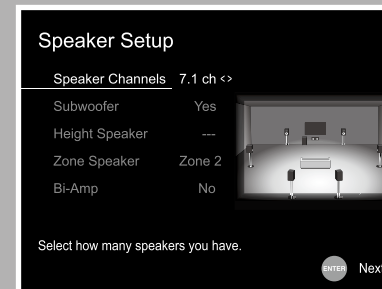 Speaker Setup
Speaker Channels 7.1 ch <>
Subwoofer Yes
Height Speaker ---
Zone Speaker Zone 2
Bi-Amp No
Select how many speakers you have.
ENTER Next